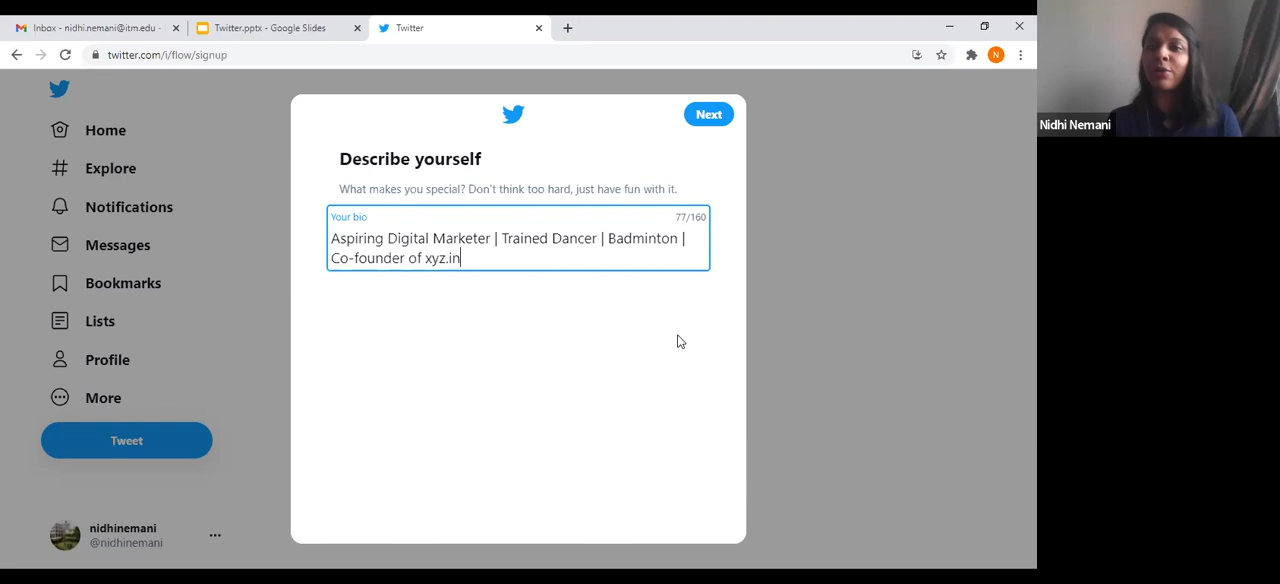 Inbox - nidhi.nemani@itm.edu -
Twitter.pptx - Google Slides
Twitter
twitter.com/i/flow/signup
N
Nidhi Nemani
Home
Explore
Notifications
Messages
Bookmarks
Lists
Profile
More
Tweet
nidhinemani
@nidhinemani
Next
Describe yourself
What makes you special? Don't think too hard, just have fun with it.
Your bio 77/160
Aspiring Digital Marketer | Trained Dancer | Badminton |
Co-founder of xyz.in